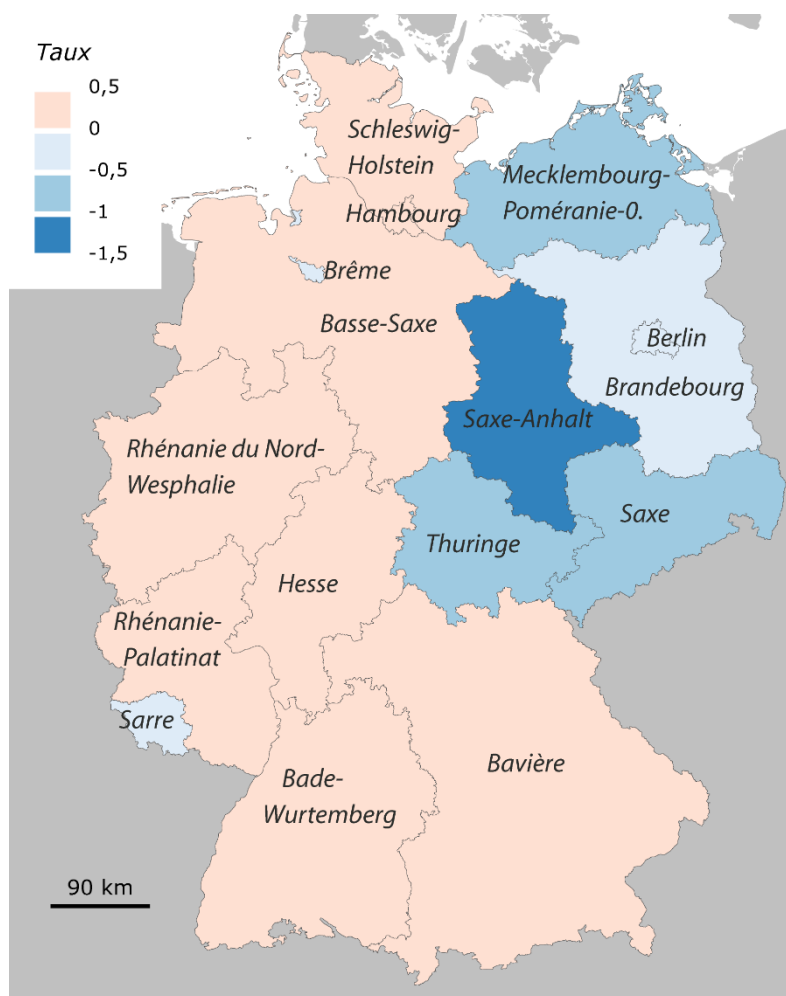 Taux
0,5
0
-0,5
-1
-1,5
Schleswig-
Holstein
Mecklembourg-
Poméranie-O.
Hambourg
Brême
Basse-Saxe
Berlin
Brandebourg
Saxe-Anhalt
Rhénanie du Nord-
Wesphalie
Saxe
Thuringe
Hesse
Rhénanie-
Palatinat
Sarre
Bavière
Bade-
Wurtemberg
90 km